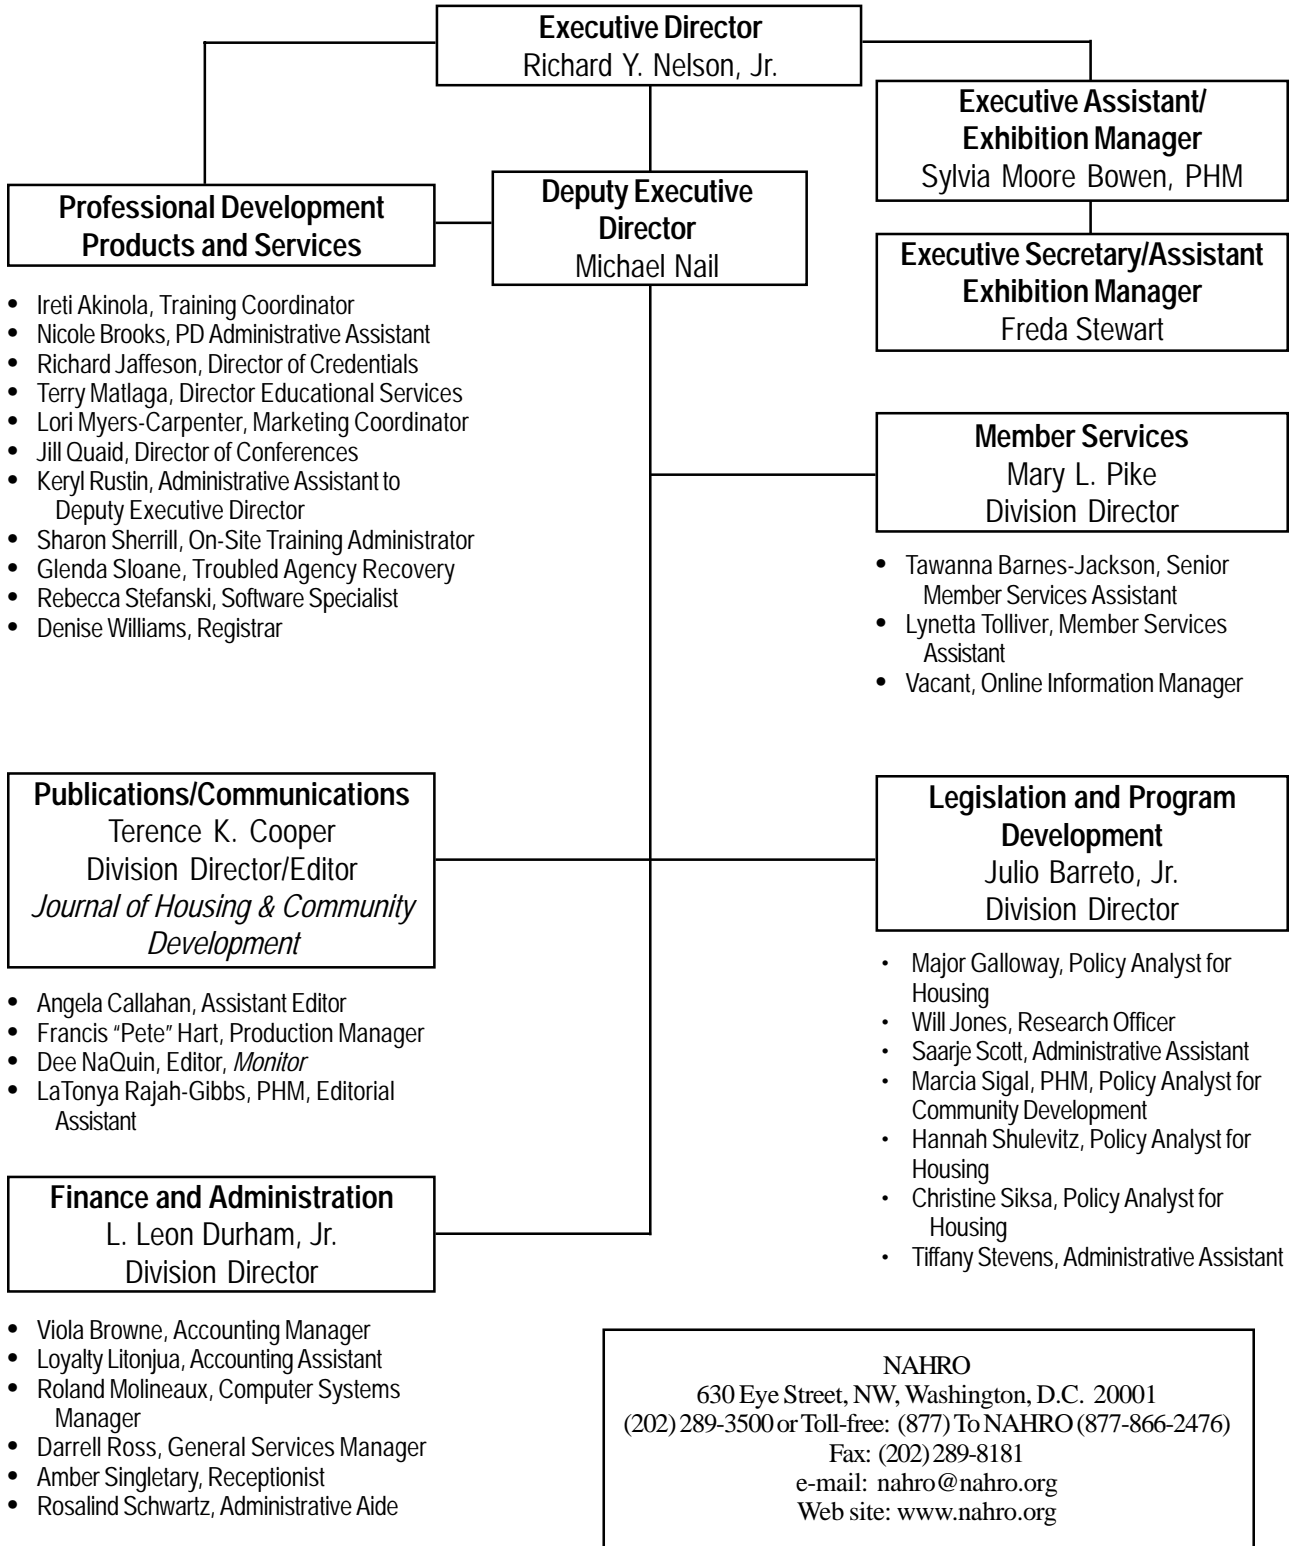 Executive Director
Richard Y. Nelson, Jr.
Executive Assistant/
Exhibition Manager
Sylvia Moore Bowen, PHM
Professional Development
Products and Services
Deputy Executive
Director
Michael Nail
Executive Secretary/Assistant
Exhibition Manager
Freda Stewart
• Ireti Akinola, Training Coordinator
• Nicole Brooks, PD Administrative Assistant
• Richard Jaffeson, Director of Credentials
• Terry Matlaga, Director Educational Services
• Lori Myers-Carpenter, Marketing Coordinator
• Jill Quaid, Director of Conferences
• Keryl Rustin, Administrative Assistant to
Deputy Executive Director
• Sharon Sherrill, On-Site Training Administrator
• Glenda Sloane, Troubled Agency Recovery
• Rebecca Stefanski, Software Specialist
• Denise Williams, Registrar
Member Services
Mary L. Pike
Division Director
• Tawanna Barnes-Jackson, Senior
Member Services Assistant
• Lynetta Tolliver, Member Services
Assistant
• Vacant, Online Information Manager
Publications/Communications
Terence K. Cooper
Division Director/Editor
Journal of Housing & Community
Development
• Angela Callahan, Assistant Editor
• Francis “Pete” Hart, Production Manager
• Dee NaQuin, Editor, Monitor
• LaTonya Rajah-Gibbs, PHM, Editorial
Assistant
Legislation and Program
Development
Julio Barreto, Jr.
Division Director
• Major Galloway, Policy Analyst for
Housing
• Will Jones, Research Officer
• Saarje Scott, Administrative Assistant
• Marcia Sigal, PHM, Policy Analyst for
Community Development
• Hannah Shulevitz, Policy Analyst for
Housing
• Christine Siksa, Policy Analyst for
Housing
• Tiffany Stevens, Administrative Assistant
Finance and Administration
L. Leon Durham, Jr.
Division Director
• Viola Browne, Accounting Manager
• Loyalty Litonjua, Accounting Assistant
• Roland Molineaux, Computer Systems
Manager
• Darrell Ross, General Services Manager
• Amber Singletary, Receptionist
• Rosalind Schwartz, Administrative Aide
NAHRO
630 Eye Street, NW, Washington, D.C. 20001
(202) 289-3500 or Toll-free: (877) To NAHRO (877-866-2476)
Fax: (202) 289-8181
e-mail: nahro@nahro.org
Web site: www.nahro.org